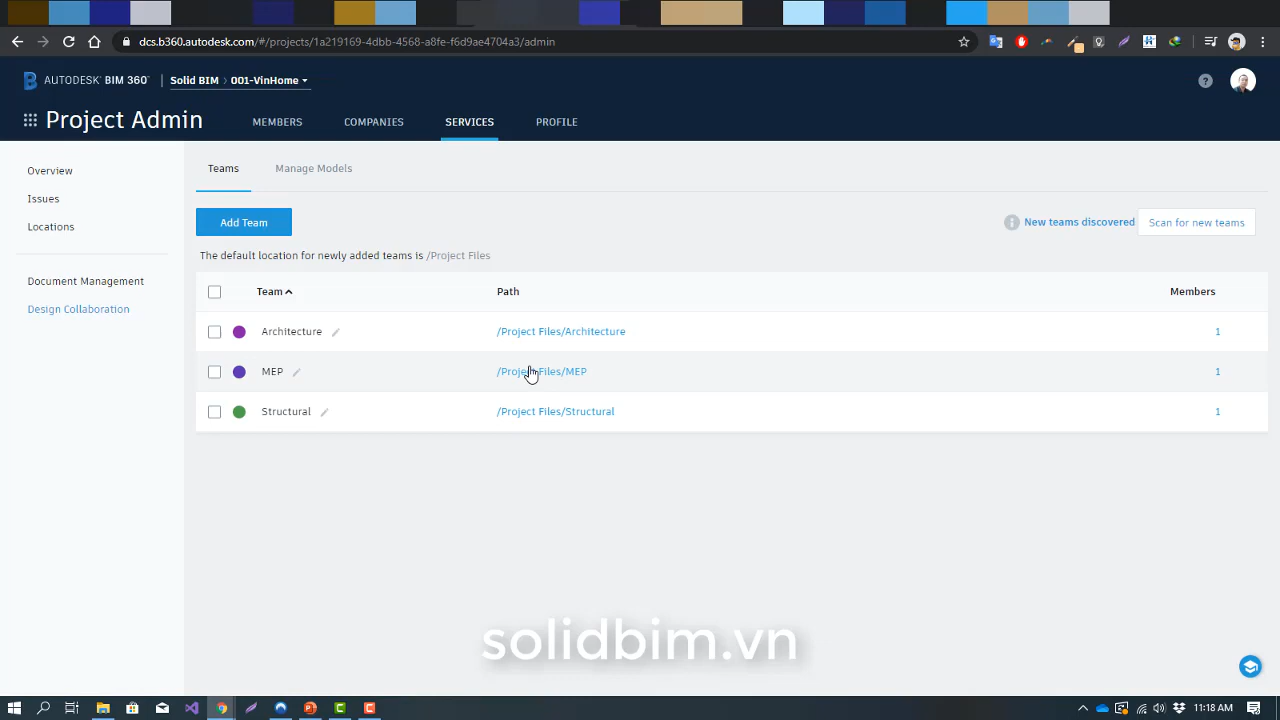 dcs.b360.autodesk.com/#/projects/1a219169-4dbb-4568-a8fe-f6d9ae4704a3/admin
AUTODESK® BIM 360™ Solid BIM > 001-VinHome
Project Admin MEMBERS COMPANIES SERVICES PROFILE
Overview
Issues
Locations
Document Management
Design Collaboration
Teams Manage Models
Add Team New teams discovered Scan for new teams
The default location for newly added teams is /Project Files
Team Path Members
Architecture /Project Files/Architecture 1
MEP /Project Files/MEP 1
Structural /Project Files/Structural 1
solidbim.vn
11:18 AM